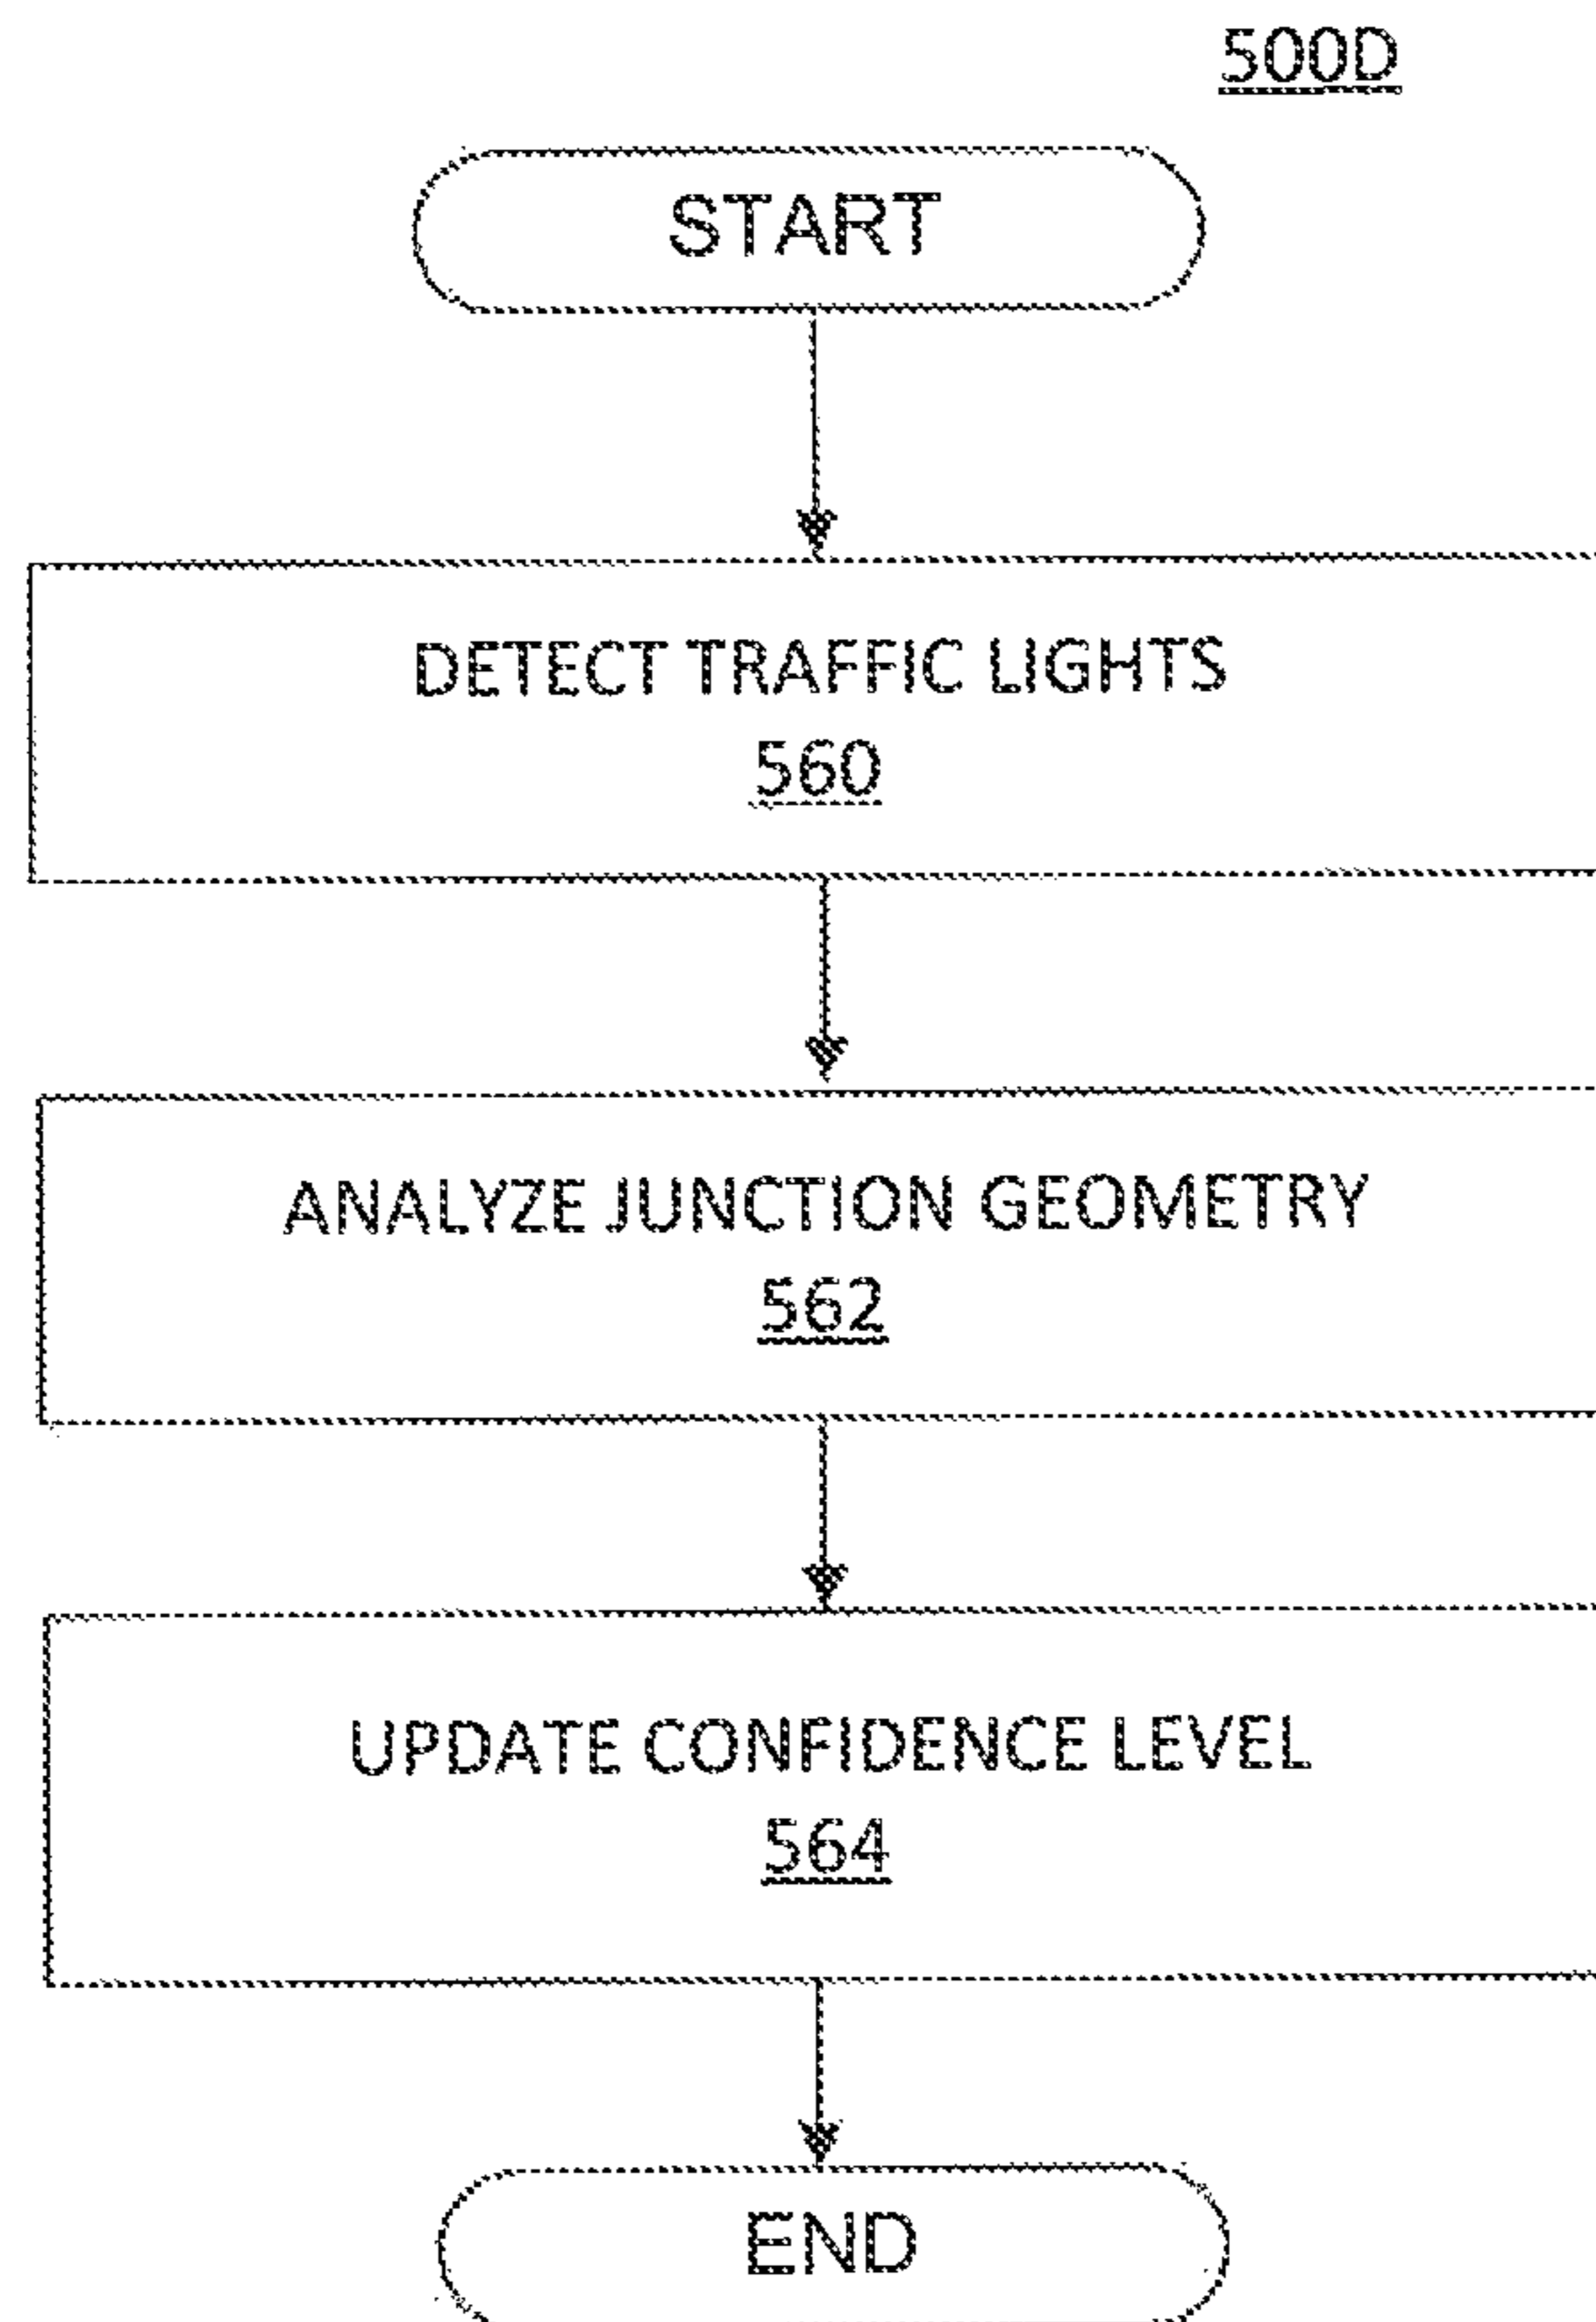 500D
START
DETECT TRAFFIC LIGHTS
560
ANALYZE JUNCTION GEOMETRY
562
UPDATE CONFIDENCE LEVEL
564
END